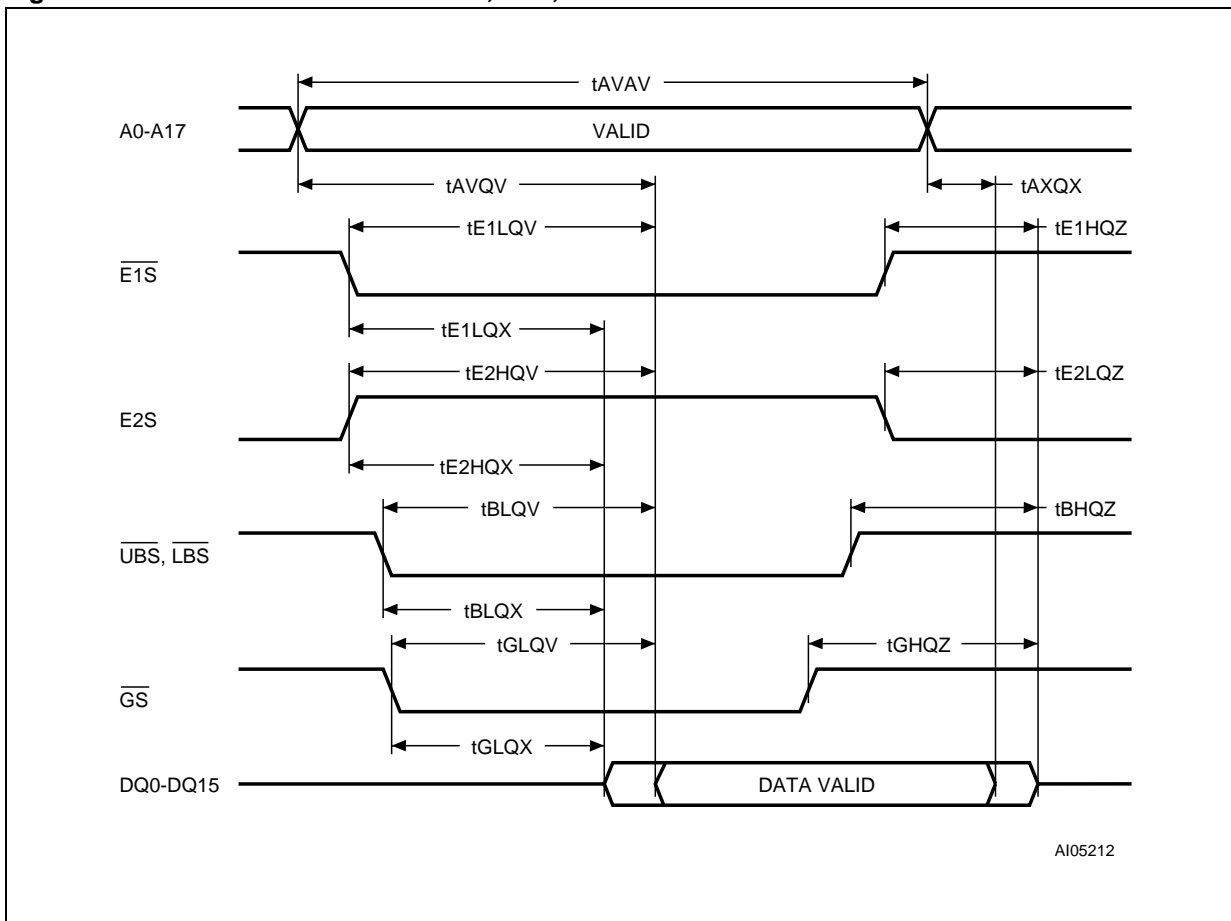 tAVAV
A0-A17
VALID
tAVQV
tAXQX
tE1LQV
tE1HQZ
E1S
tE1LQX
tE2HQV
tE2LQZ
E2S
tE2HQX
tBLQV
tBHQZ
UBS, LBS
tBLQX
tGLQV
tGHQZ
GS
tGLQX
DQ0-DQ15
DATA VALID
AI05212